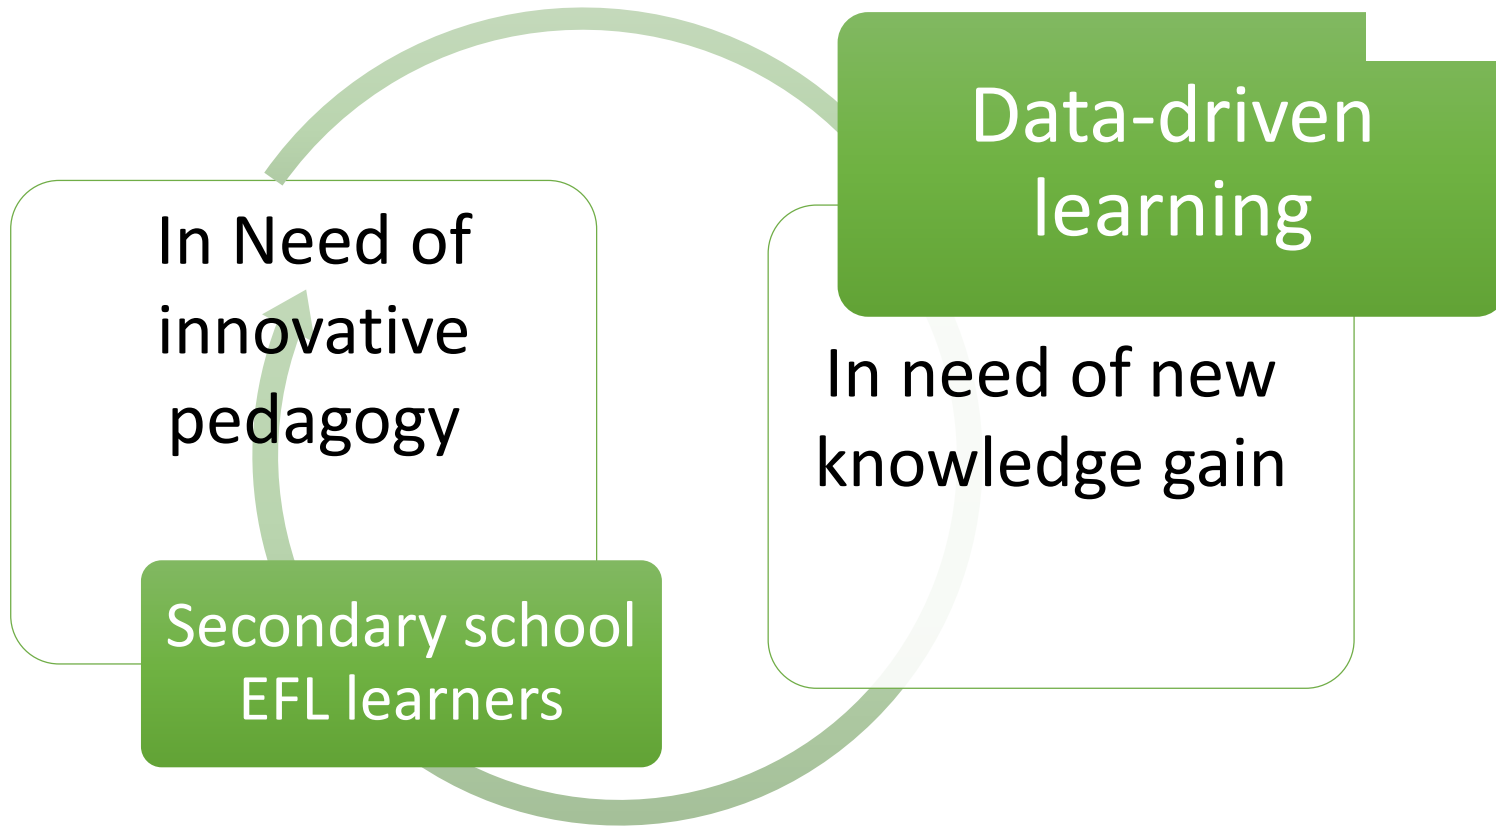 In Need of
innovative
pedagogy
Secondary school
EFL learners
Data-driven
learning
In need of new
knowledge gain